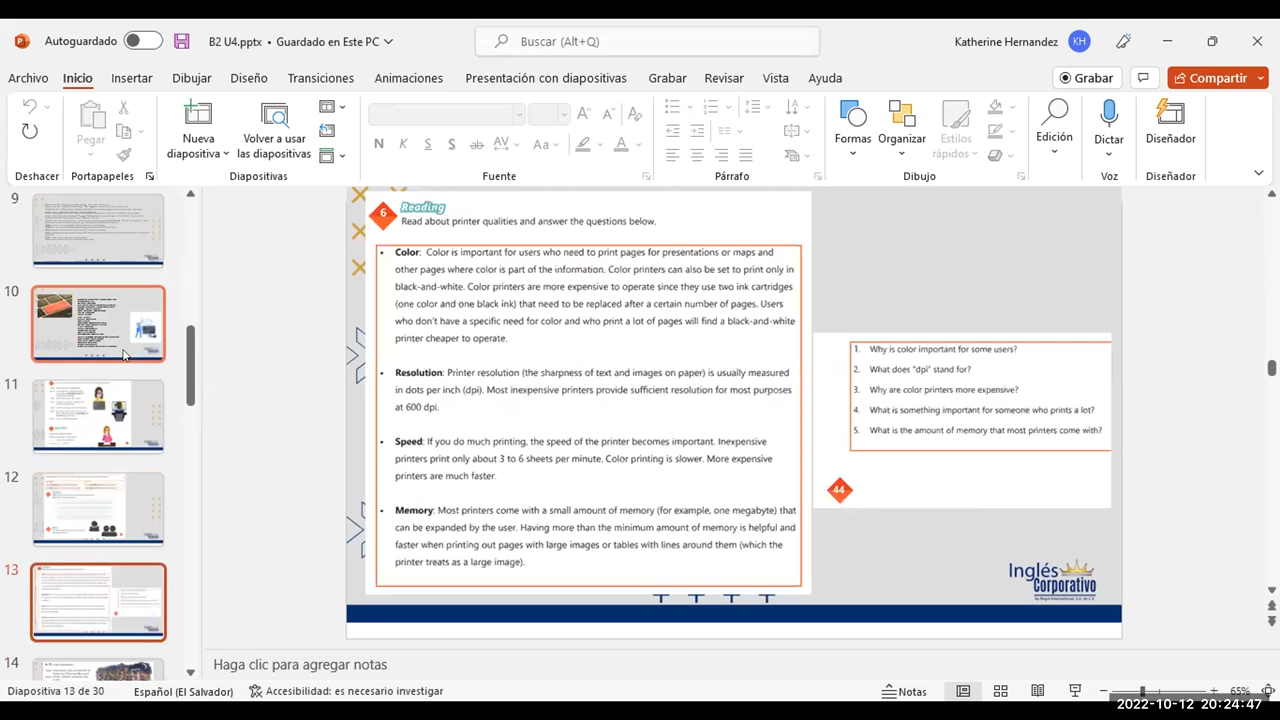 Autoguardado
B2 U4.pptx • Guardado en Este PC
Buscar (Alt+Q)
Katherine Hernandez
KH
Archivo Inicio Insertar Dibujar Diseño Transiciones Animaciones Presentación con diapositivas Grabar Revisar Vista Ayuda
Grabar
Compartir
Pegar
Nueva diapositiva
Volver a usar las diapositivas
N K S S ab AV Aa A
Formas
Organizar
Estilos rápidos
Edición
Dictar
Diseñador
Deshacer Portapapeles Diapositivas Fuente Párrafo Dibujo Voz Diseñador
9
10
11
12
13
14
6
Reading
Read about printer qualities and answer the questions below.
• Color: Color is important for users who need to print pages for presentations or maps and
other pages where color is part of the information. Color printers can also be set to print only in
black-and-white. Color printers are more expensive to operate since they use two ink cartridges
(one color and one black ink) that need to be replaced after a certain number of pages. Users
who don't have a specific need for color and who print a lot of pages will find a black-and-white
printer cheaper to operate.
• Resolution: Printer resolution (the sharpness of text and images on paper) is usually measured
in dots per inch (dpi). Most inexpensive printers provide sufficient resolution for most purposes
at 600 dpi.
• Speed: If you do much printing, the speed of the printer becomes important. Inexpensive
printers print only about 3 to 6 sheets per minute. Color printing is slower. More expensive
printers are much faster.
• Memory: Most printers come with a small amount of memory (for example, one megabyte) that
can be expanded by the user. Having more than the minimum amount of memory is helpful and
faster when printing out pages with large images or tables with lines around them (which the
printer treats as a large image).
1. Why is color important for some users?
2. What does "dpi" stand for?
3. Why are color printers more expensive?
4. What is something important for someone who prints a lot?
5. What is the amount of memory that most printers come with?
44
Inglés
Corporativo
Haga clic para agregar notas
Diapositiva 13 de 30
Español (El Salvador)
Accesibilidad: es necesario investigar
Notas
65%
2022-10-12 20:24:47